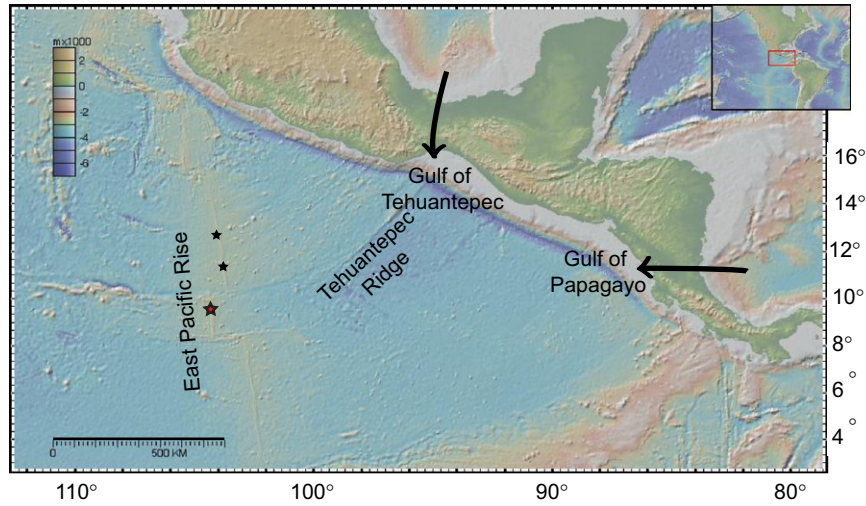 mx1000
2
0
-2
-4
-6
Gulf of
Tehuantepec
Tehuantepec
Ridge
Gulf of
Papagayo
East Pacific Rise
0
500 KM
16°
14°
12°
10°
8°
6°
4°
110°
100°
90°
80°